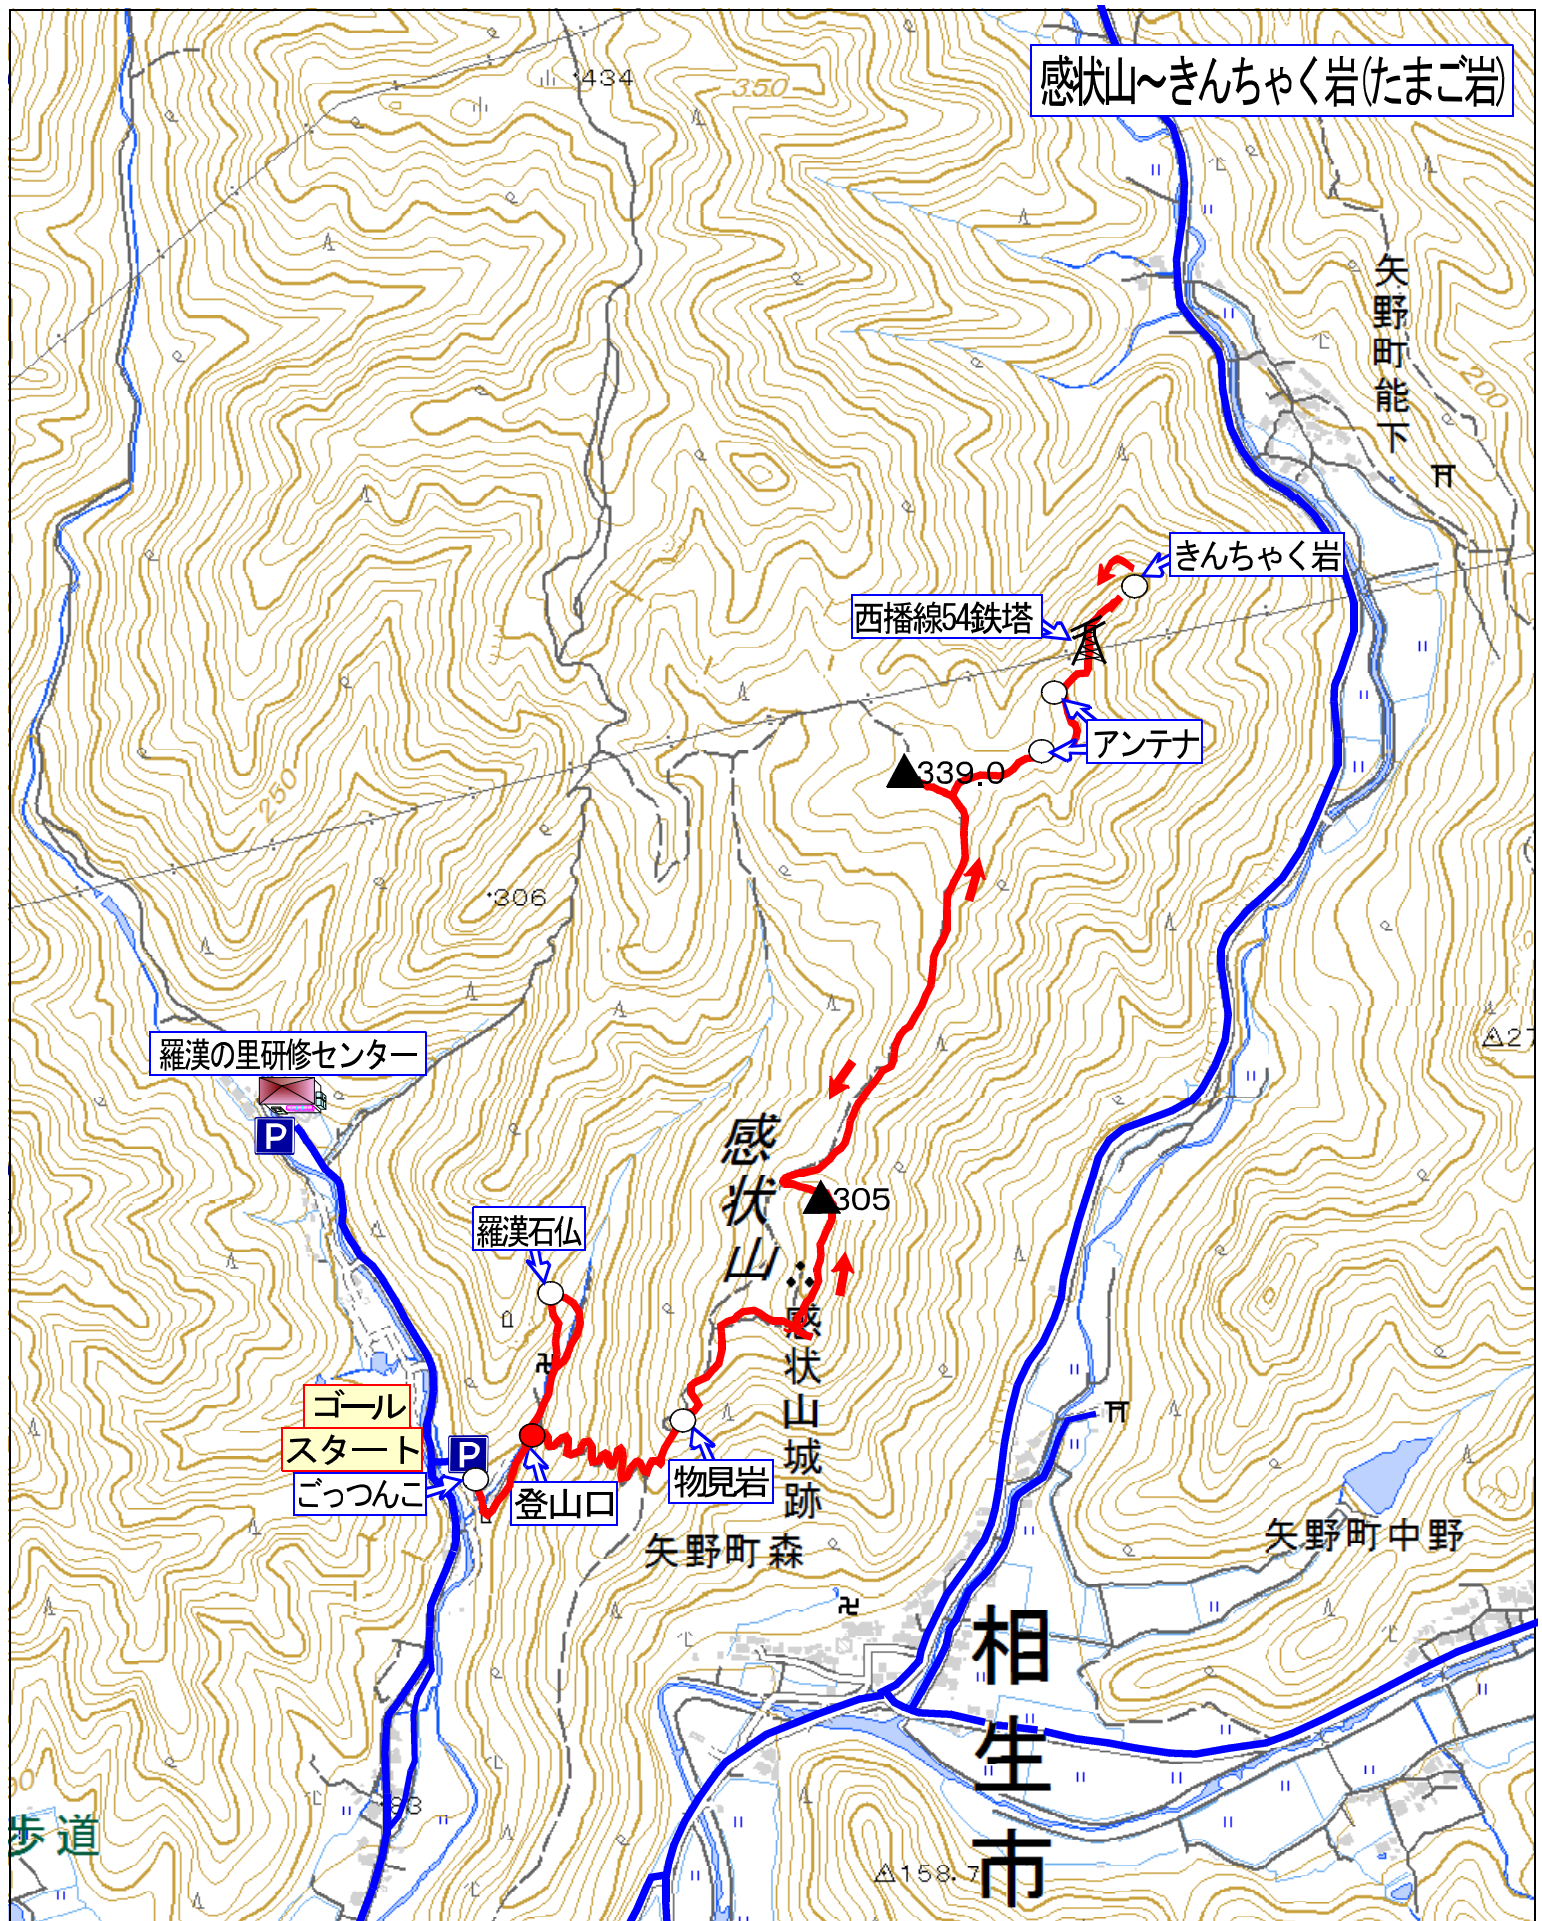 感状山～きんちゃく岩(たまご岩)
434
350
矢野町能下
200
きんちゃく岩
西播線54鉄塔
アンテナ
339.0
250
306
27
羅漢の里研修センター
P
感状山
305
羅漢石仏
感状山城跡
ゴール
スタート
P
ごっつんこ
登山口
物見岩
矢野町森
矢野町中野
相生市
83
歩道
158.7